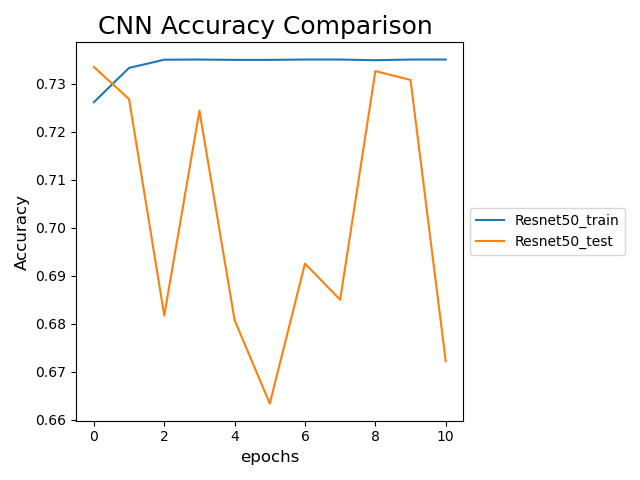 CNN Accuracy Comparison
Accuracy
0.73
0.72
0.71
0.70
0.69
0.68
0.67
0.66
0 2 4 6 8 10
epochs
Resnet50_train
Resnet50_test